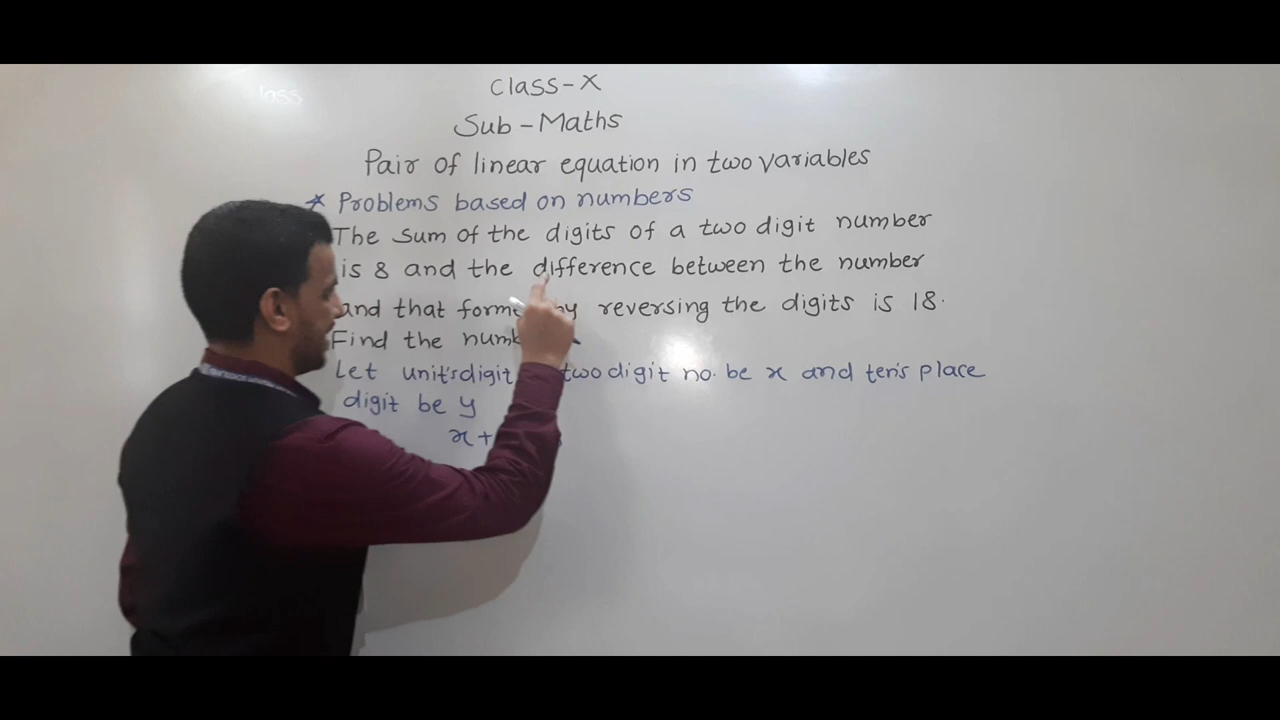 Class-X
Sub-Maths
Pair of linear equation in two variables
* Problems based on numbers
The sum of the digits of a two digit number
is 8 and the difference between the number
and that by reversing the digits is 18.
Find the
Let unit's digit two digit no. be x and ten's place
digit be y
x+